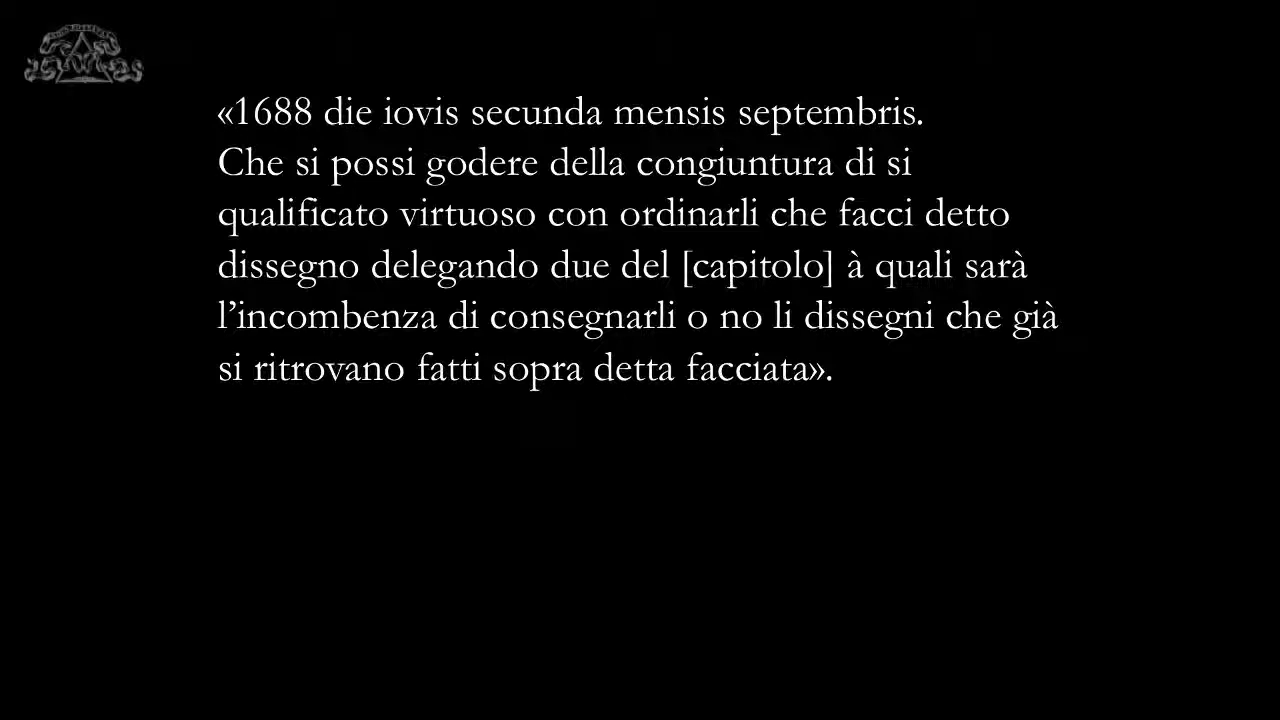 «1688 die iovis secunda mensis septembris.
Che si possi godere della congiuntura di si
qualificato virtuoso con ordinarli che facci detto
dissegno delegando due del [capitolo] à quali sarà
l’incombenza di consegnarli o no li dissegni che già
si ritrovano fatti sopra detta facciata».